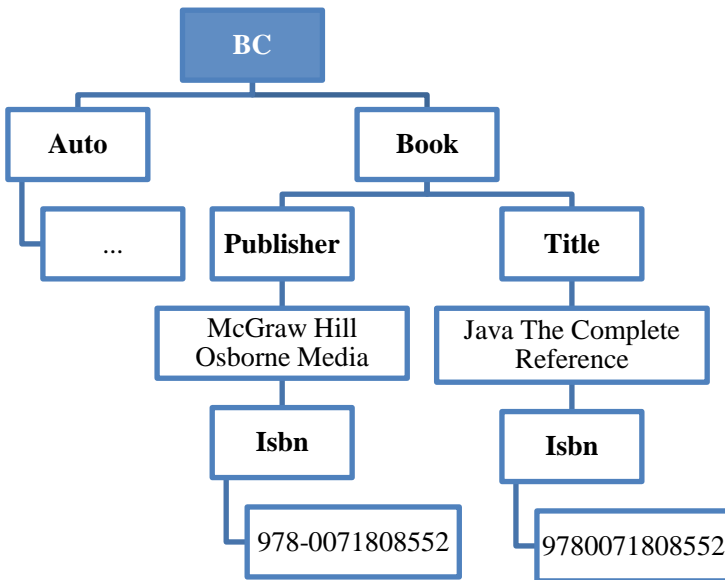 BC
Auto
Book
...
Publisher
Title
McGraw Hill
Osborne Media
Java The Complete
Reference
Isbn
Isbn
978-0071808552
9780071808552